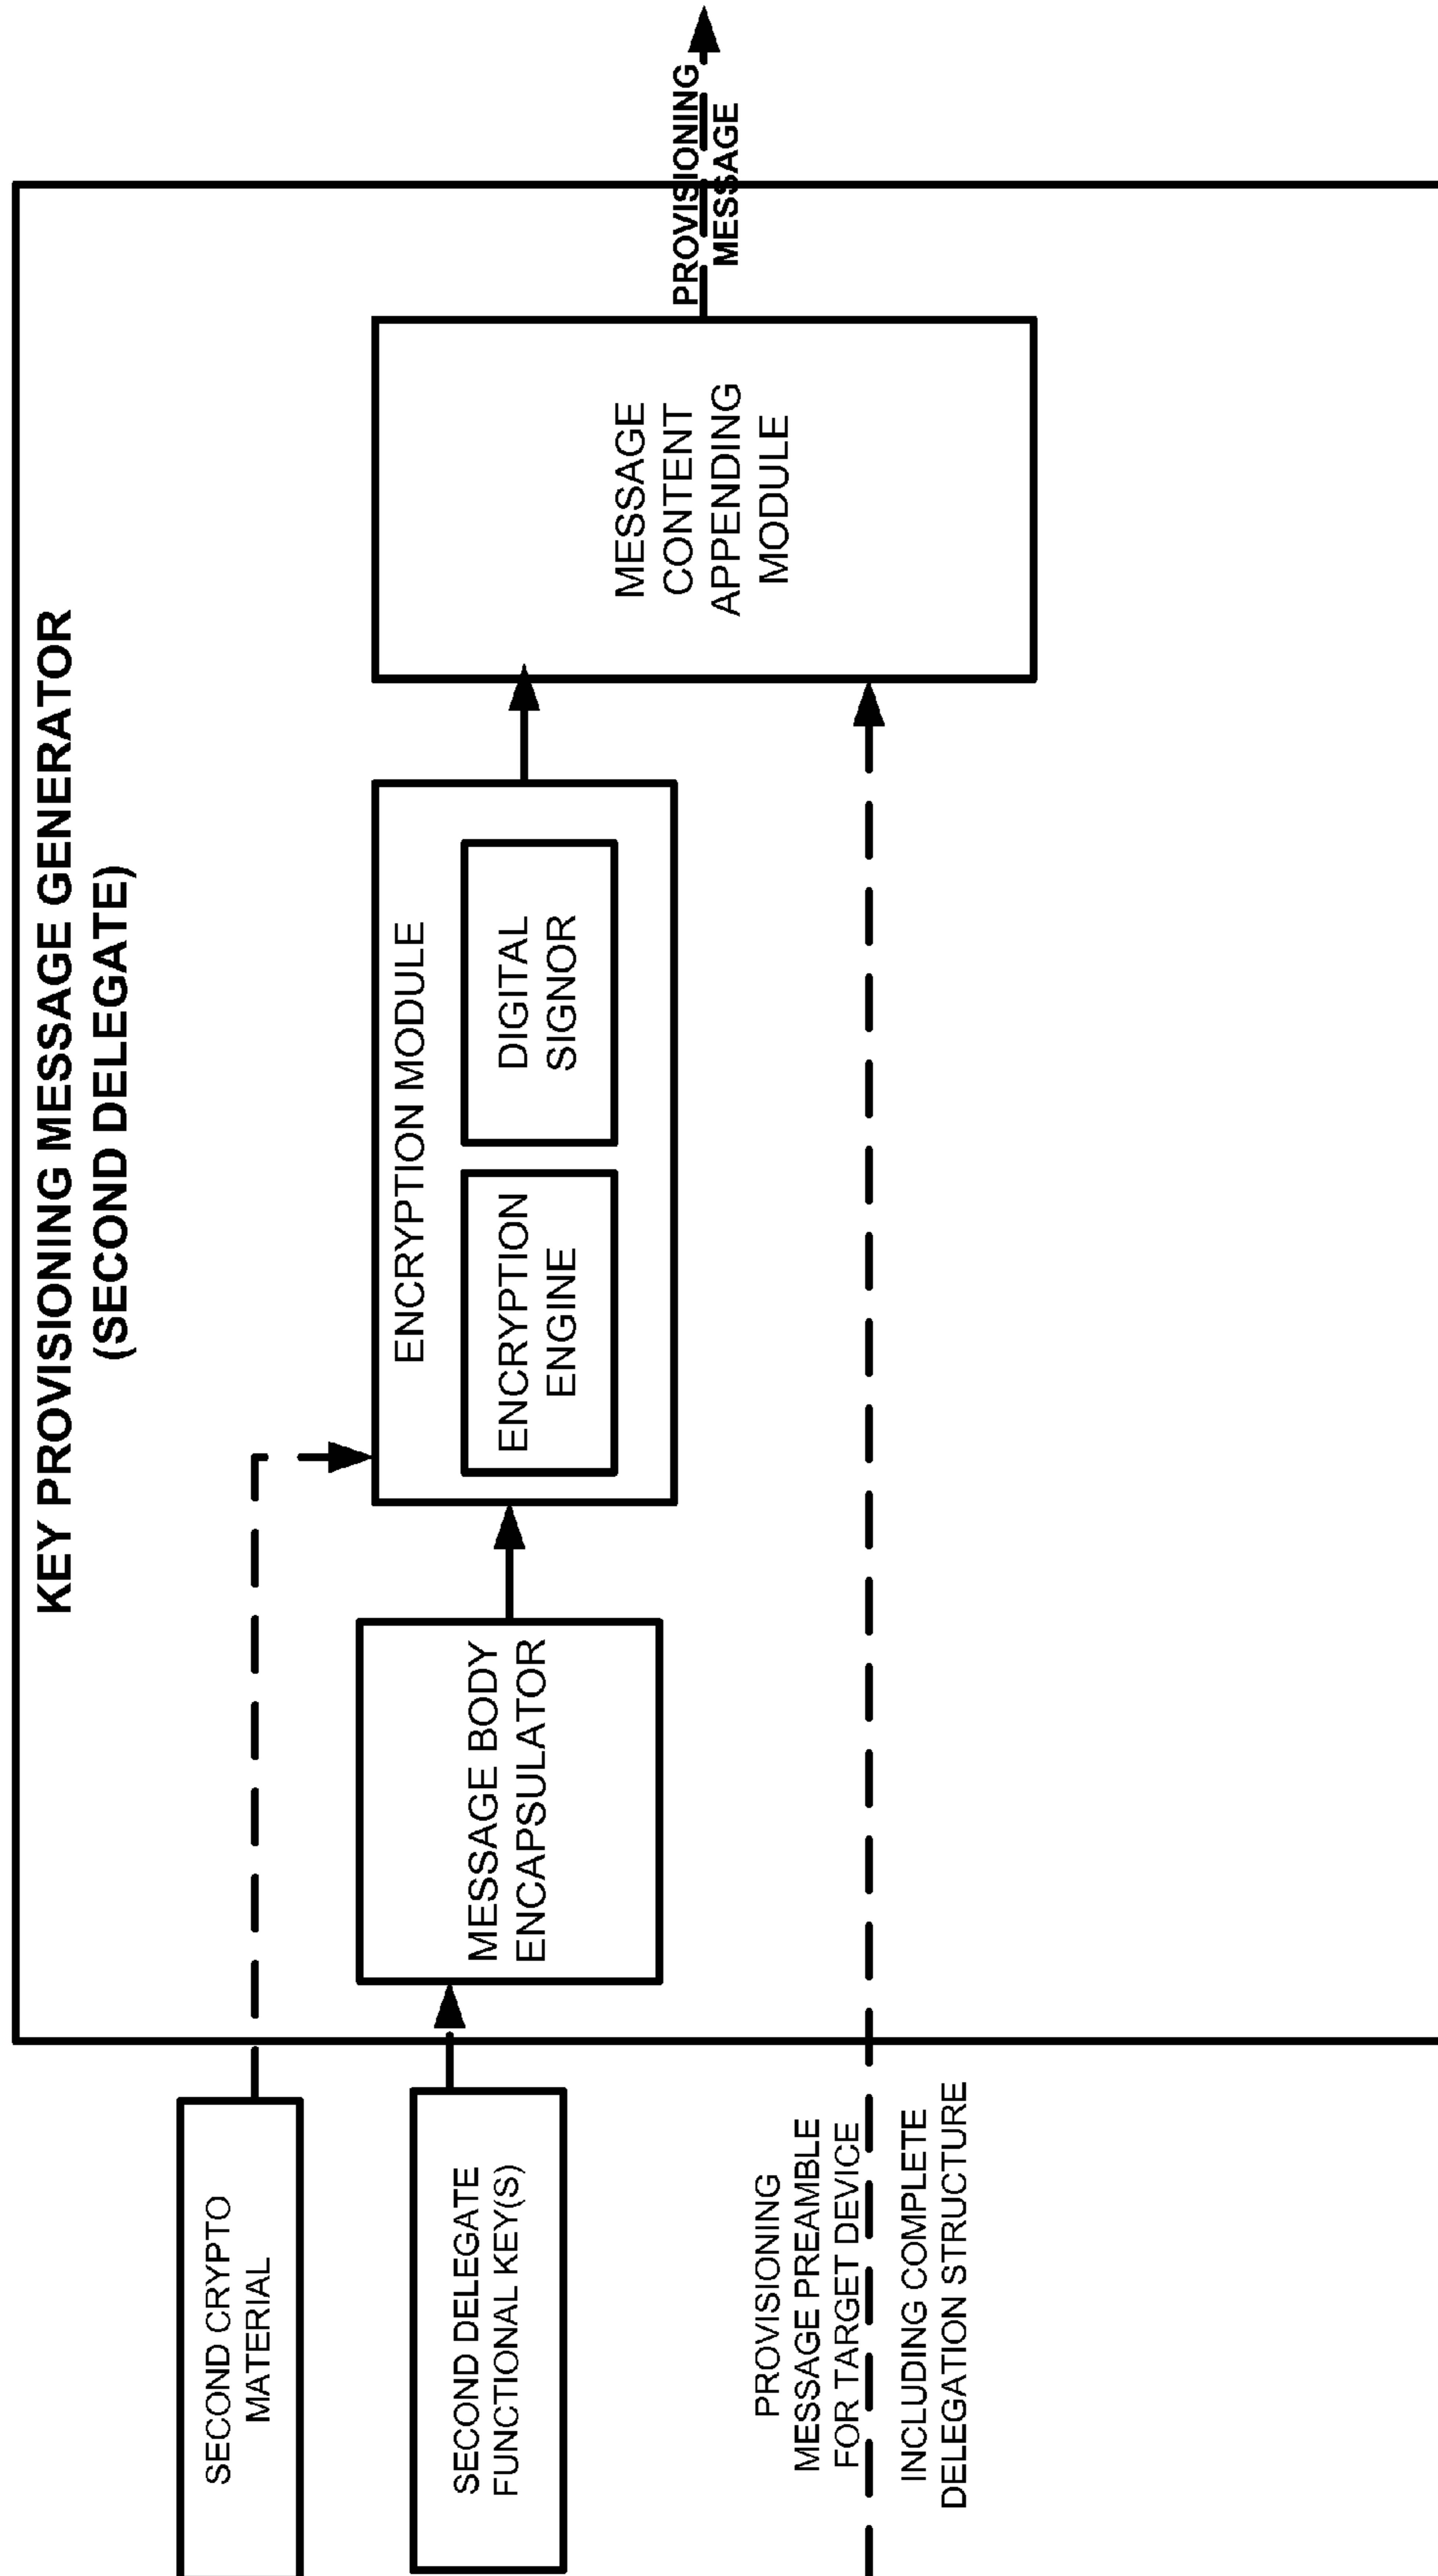 KEY PROVISIONING MESSAGE GENERATOR
(SECOND DELEGATE)
SECOND CRYPTO
MATERIAL
SECOND DELEGATE
FUNCTIONAL KEY(S)
MESSAGE BODY
ENCAPSULATOR
ENCRYPTION MODULE
ENCRYPTION
ENGINE
DIGITAL
SIGNOR
MESSAGE
CONTENT
APPENDING
MODULE
PROVISIONING
MESSAGE
PROVISIONING
MESSAGE PREAMBLE
FOR TARGET DEVICE
INCLUDING COMPLETE
DELEGATION STRUCTURE